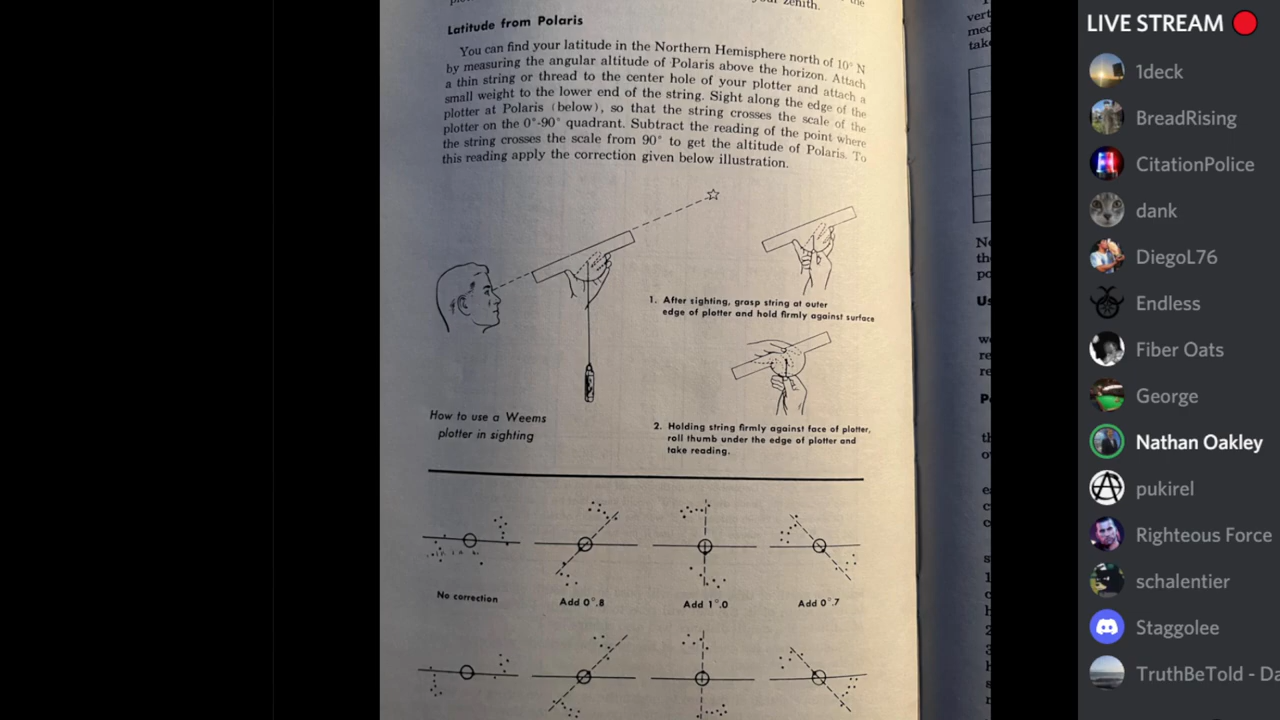 your zenith.
the
Latitude from Polaris
You can find your latitude in the Northern Hemisphere north of 10° N
by measuring the angular altitude of Polaris above the horizon. Attach
a thin string or thread to the center hole of your plotter and attach a
small weight to the lower end of the string. Sight along the edge of the
plotter at Polaris (below), so that the string crosses the scale of the
plotter on the 0°-90° quadrant. Subtract the reading of the point where
the string crosses the scale from 90° to get the altitude of Polaris. To
this reading apply the correction given below illustration.
1. After sighting, grasp string at outer
edge of plotter and hold firmly against surface
How to use a Weems
plotter in sighting
2. Holding string firmly against face of plotter,
roll thumb under the edge of plotter and
take reading.
No correction
Add 0°.8
Add 1°.0
Add 0°.7
LIVE STREAM
1deck
BreadRising
CitationPolice
dank
DiegoL76
Endless
Fiber Oats
George
Nathan Oakley
pukirel
Righteous Force
schalentier
Staggolee
TruthBeTold - Da